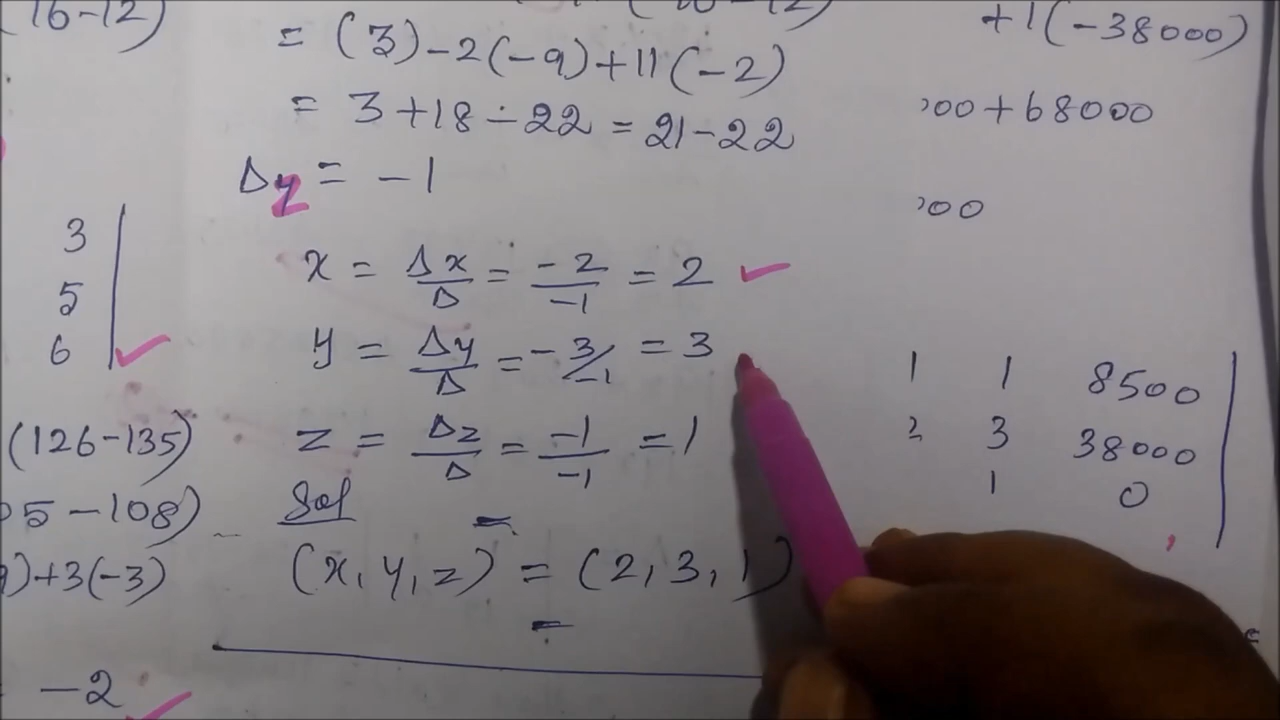 16-12)
= (3)-2(-9)+11(-2)
= 3+18-22 = 21-22
Δz = -1
x = Δx/Δ = -2/-1 = 2
y = Δy/Δ = -3/-1 = 3
z = Δz/Δ = -1/-1 = 1
Sol
(x, y, z) = (2, 3, 1)
3
5
6
(126-135)
5-108)
)+3(-3)
-2
+1(-38000)
00+68000
00
1 1 8500
3 38000
1 0